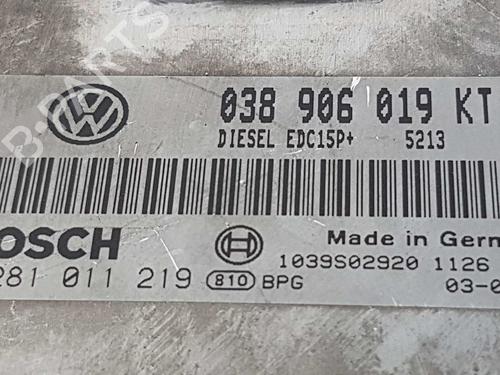 038 906 019 KT
DIESEL EDC15P+ 5213
BOSCH
Made in Germ
281 011 219 810 BPG
1039S02920 1126
03-0
B-PARTS